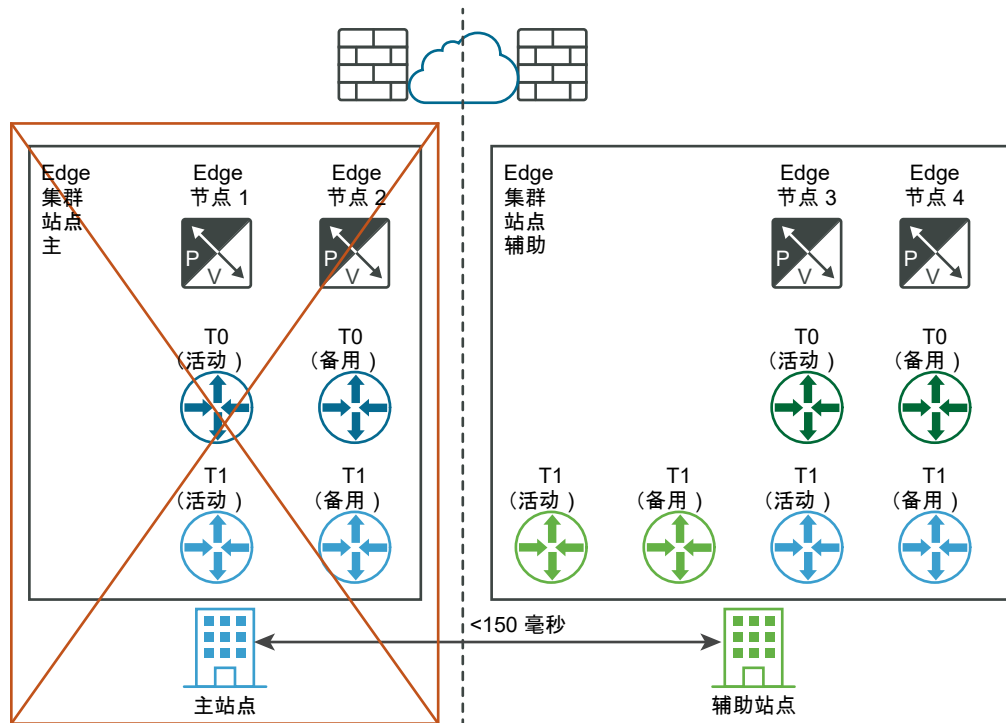 Edge
集群
站点
主
Edge
节点 1
Edge
节点 2
P
V
P
V
T0
（活动）
T0
（备用）
T1
（活动）
T1
（备用）
主站点
<150 毫秒
Edge
集群
站点
辅助
Edge
节点 3
Edge
节点 4
P
V
P
V
T0
（活动）
T0
（备用）
T1
（活动）
T1
（备用）
T1
（活动）
T1
（备用）
辅助站点